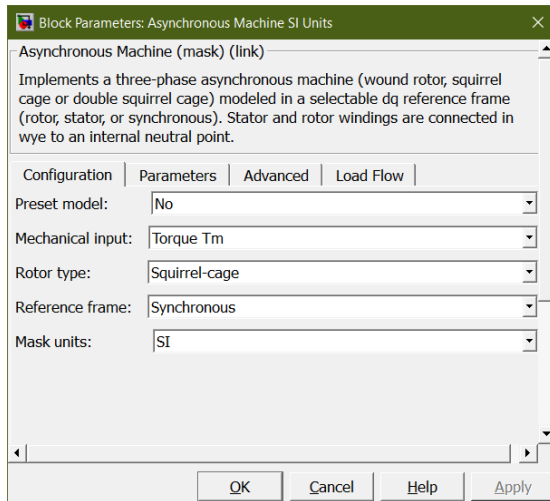 Block Parameters: Asynchronous Machine SI Units
Asynchronous Machine (mask) (link)
Implements a three-phase asynchronous machine (wound rotor, squirrel
cage or double squirrel cage) modeled in a selectable dq reference frame
(rotor, stator, or synchronous). Stator and rotor windings are connected in
wye to an internal neutral point.
Configuration Parameters Advanced Load Flow
Preset model: No
Mechanical input: Torque Tm
Rotor type: Squirrel-cage
Reference frame: Synchronous
Mask units: SI
OK Cancel Help Apply